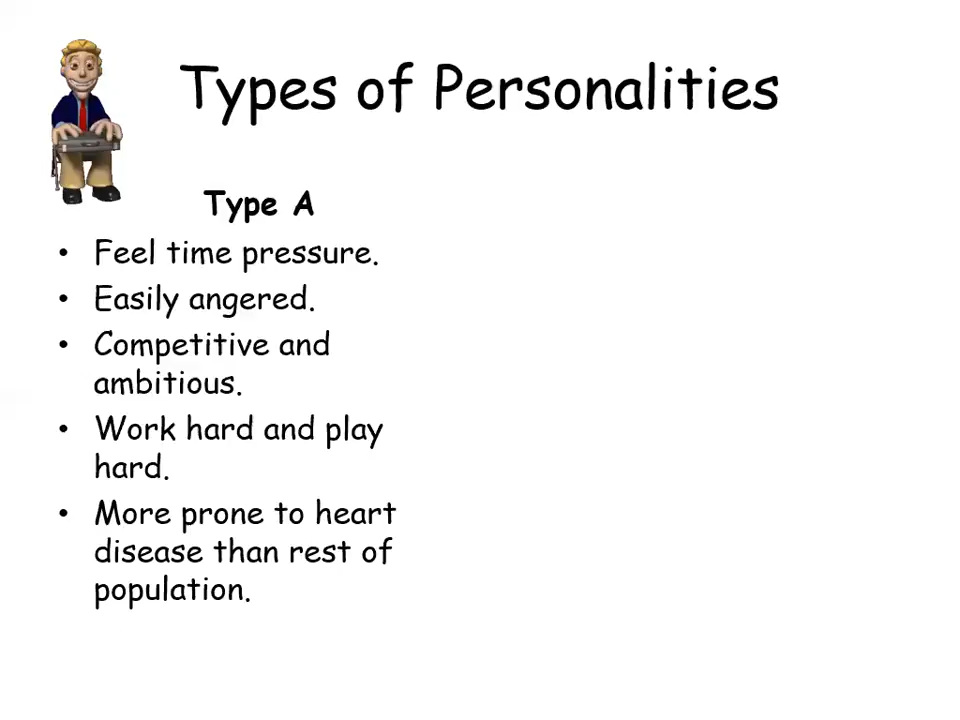 Types of Personalities
Type A
• Feel time pressure.
• Easily angered.
• Competitive and
ambitious.
• Work hard and play
hard.
• More prone to heart
disease than rest of
population.